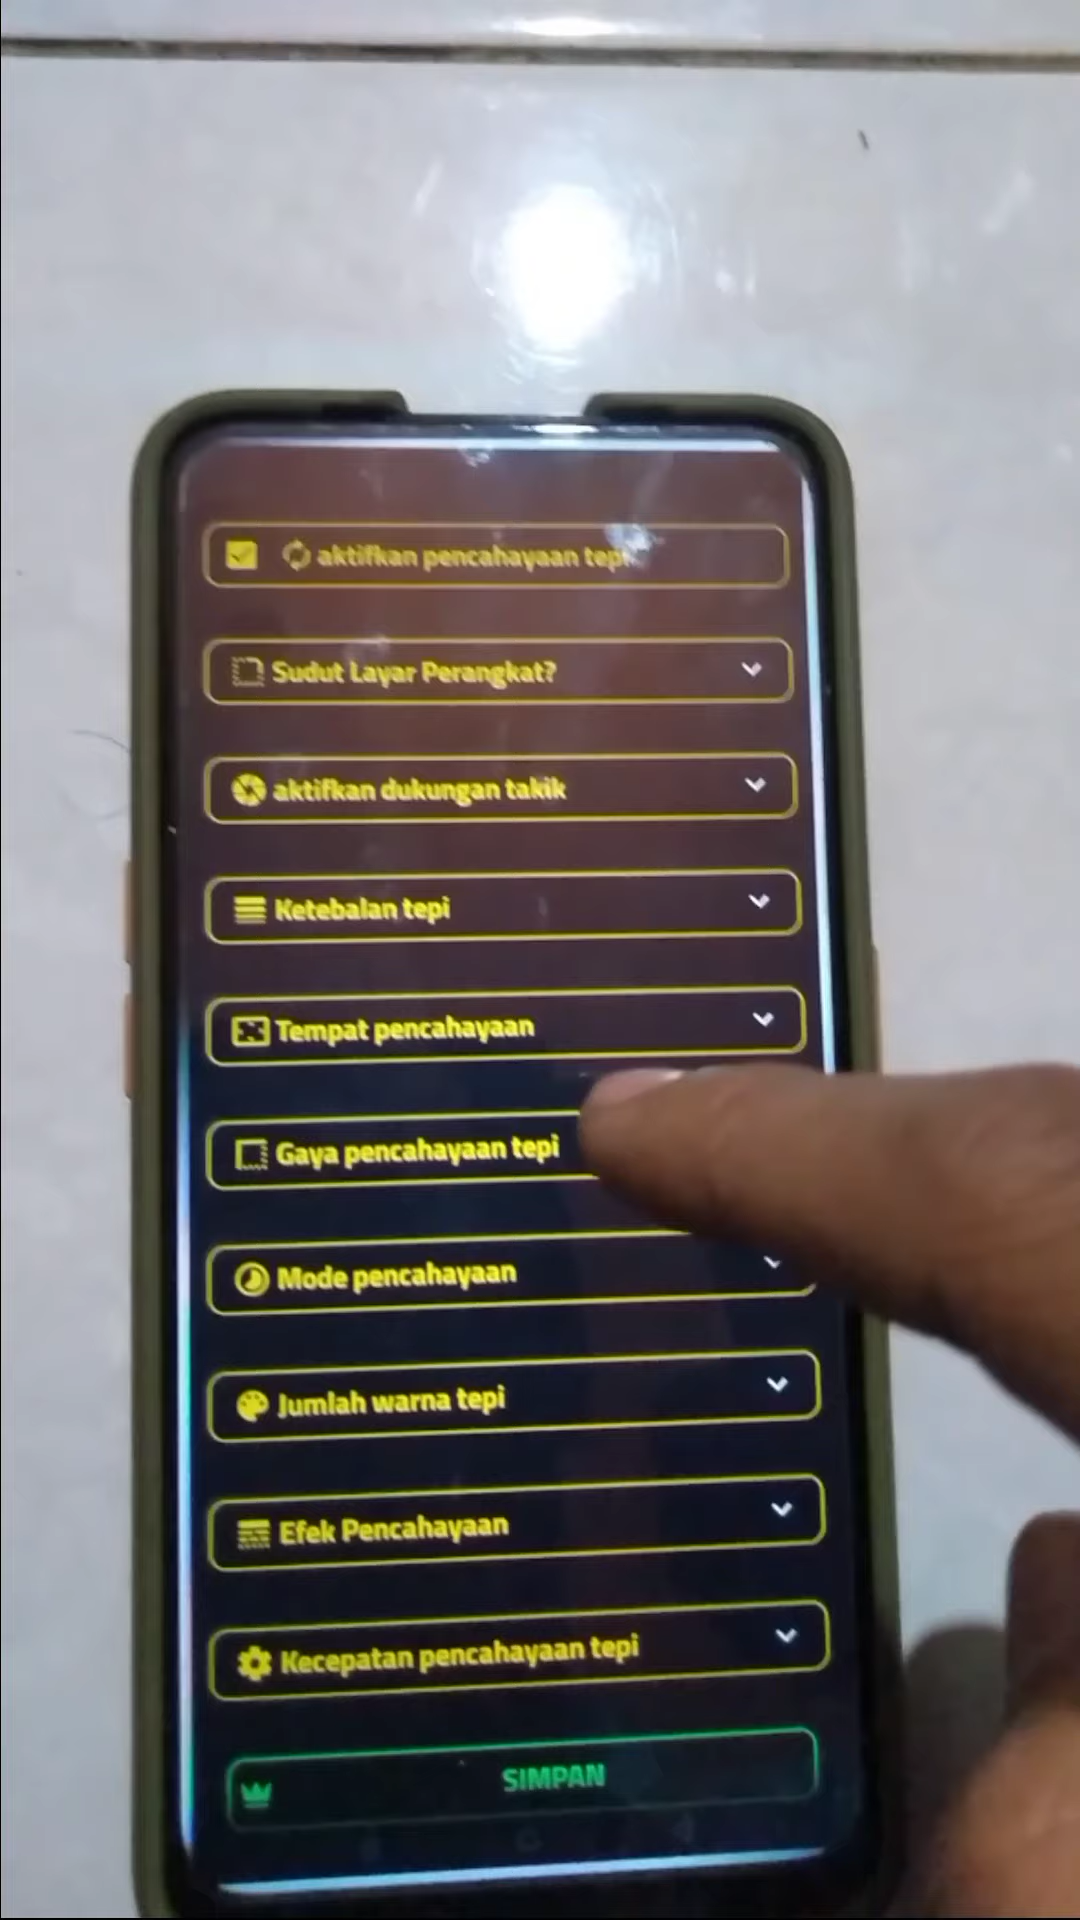 aktifkan pencahayaan tepi
Sudut Layar Perangkat?
aktifkan dukungan takik
Ketebalan tepi
Tempat pencahayaan
Gaya pencahayaan tepi
Mode pencahayaan
Jumlah warna tepi
Efek Pencahayaan
Kecepatan pencahayaan tepi
SIMPAN